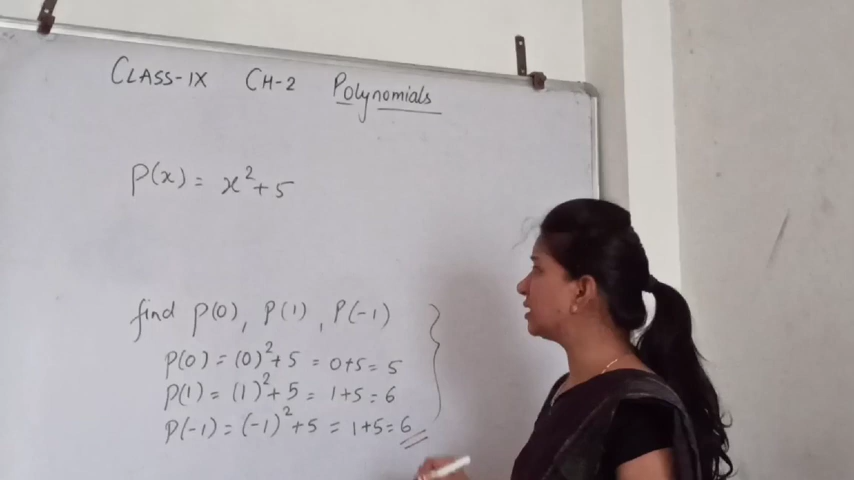 CLASS-IX CH-2 Polynomials
P(x) = x²+5
find P(0), P(1), P(-1)
P(0) = (0)²+5 = 0+5 = 5
P(1) = (1)²+5 = 1+5 = 6
P(-1) = (-1)²+5 = 1+5=6